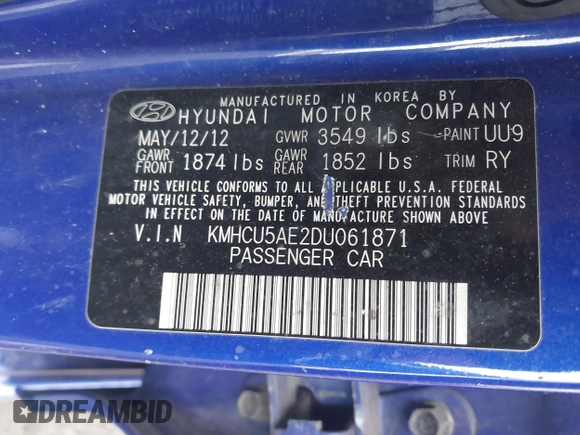 MANUFACTURED IN KOREA BY
HYUNDAI MOTOR COMPANY
MAY/12/12 GVWR 3549 lbs PAINT UU9
GAWR FRONT 1874 lbs GAWR REAR 1852 lbs TRIM RY
THIS VEHICLE CONFORMS TO ALL APPLICABLE U.S.A. FEDERAL
MOTOR VEHICLE SAFETY, BUMPER, AND THEFT PREVENTION STANDARDS
IN EFFECT ON THE DATE OF MANUFACTURE SHOWN ABOVE
V.I.N KMHCU5AE2DU061871
PASSENGER CAR
DREAMBID